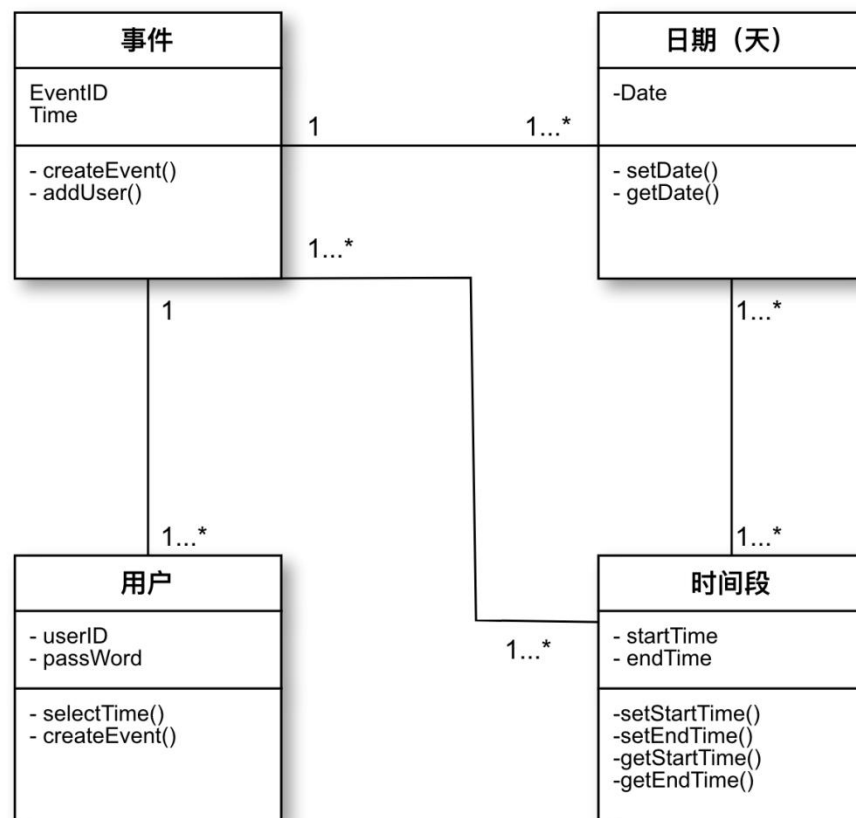 事件
EventID
Time
- createEvent()
- addUser()
1
1...*
日期（天）
-Date
- setDate()
- getDate()
1...*
1
1...*
1...*
1...*
1...*
用户
- userID
- passWord
- selectTime()
- createEvent()
1...*
时间段
- startTime
- endTime
-setStartTime()
-setEndTime()
-getStartTime()
-getEndTime()